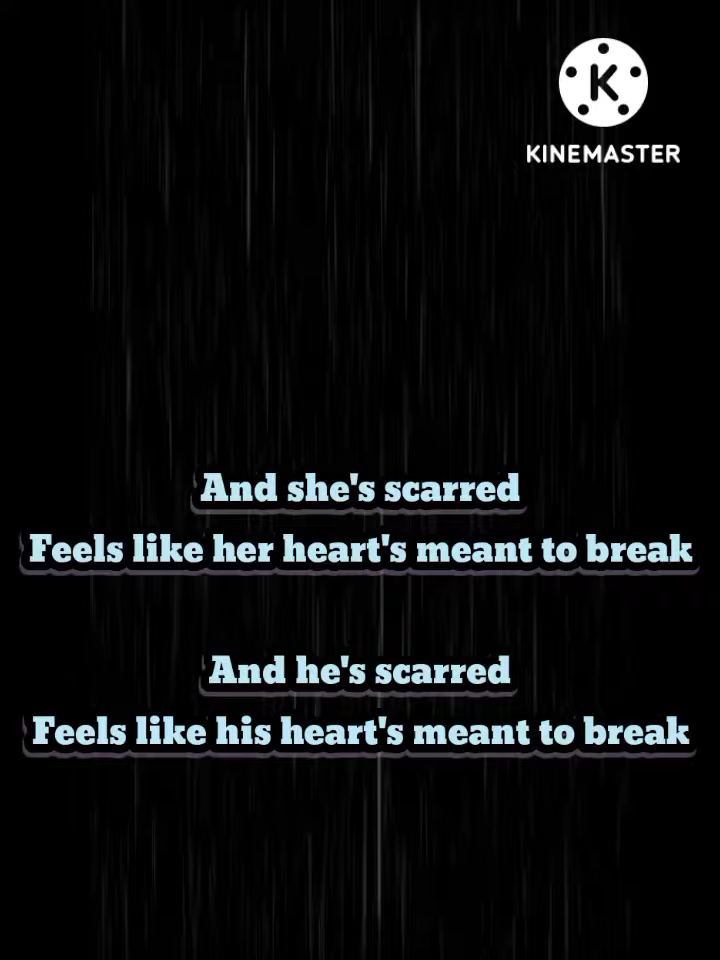 K
KINEMASTER
And she's scarred
Feels like her heart's meant to break
And he's scarred
Feels like his heart's meant to break